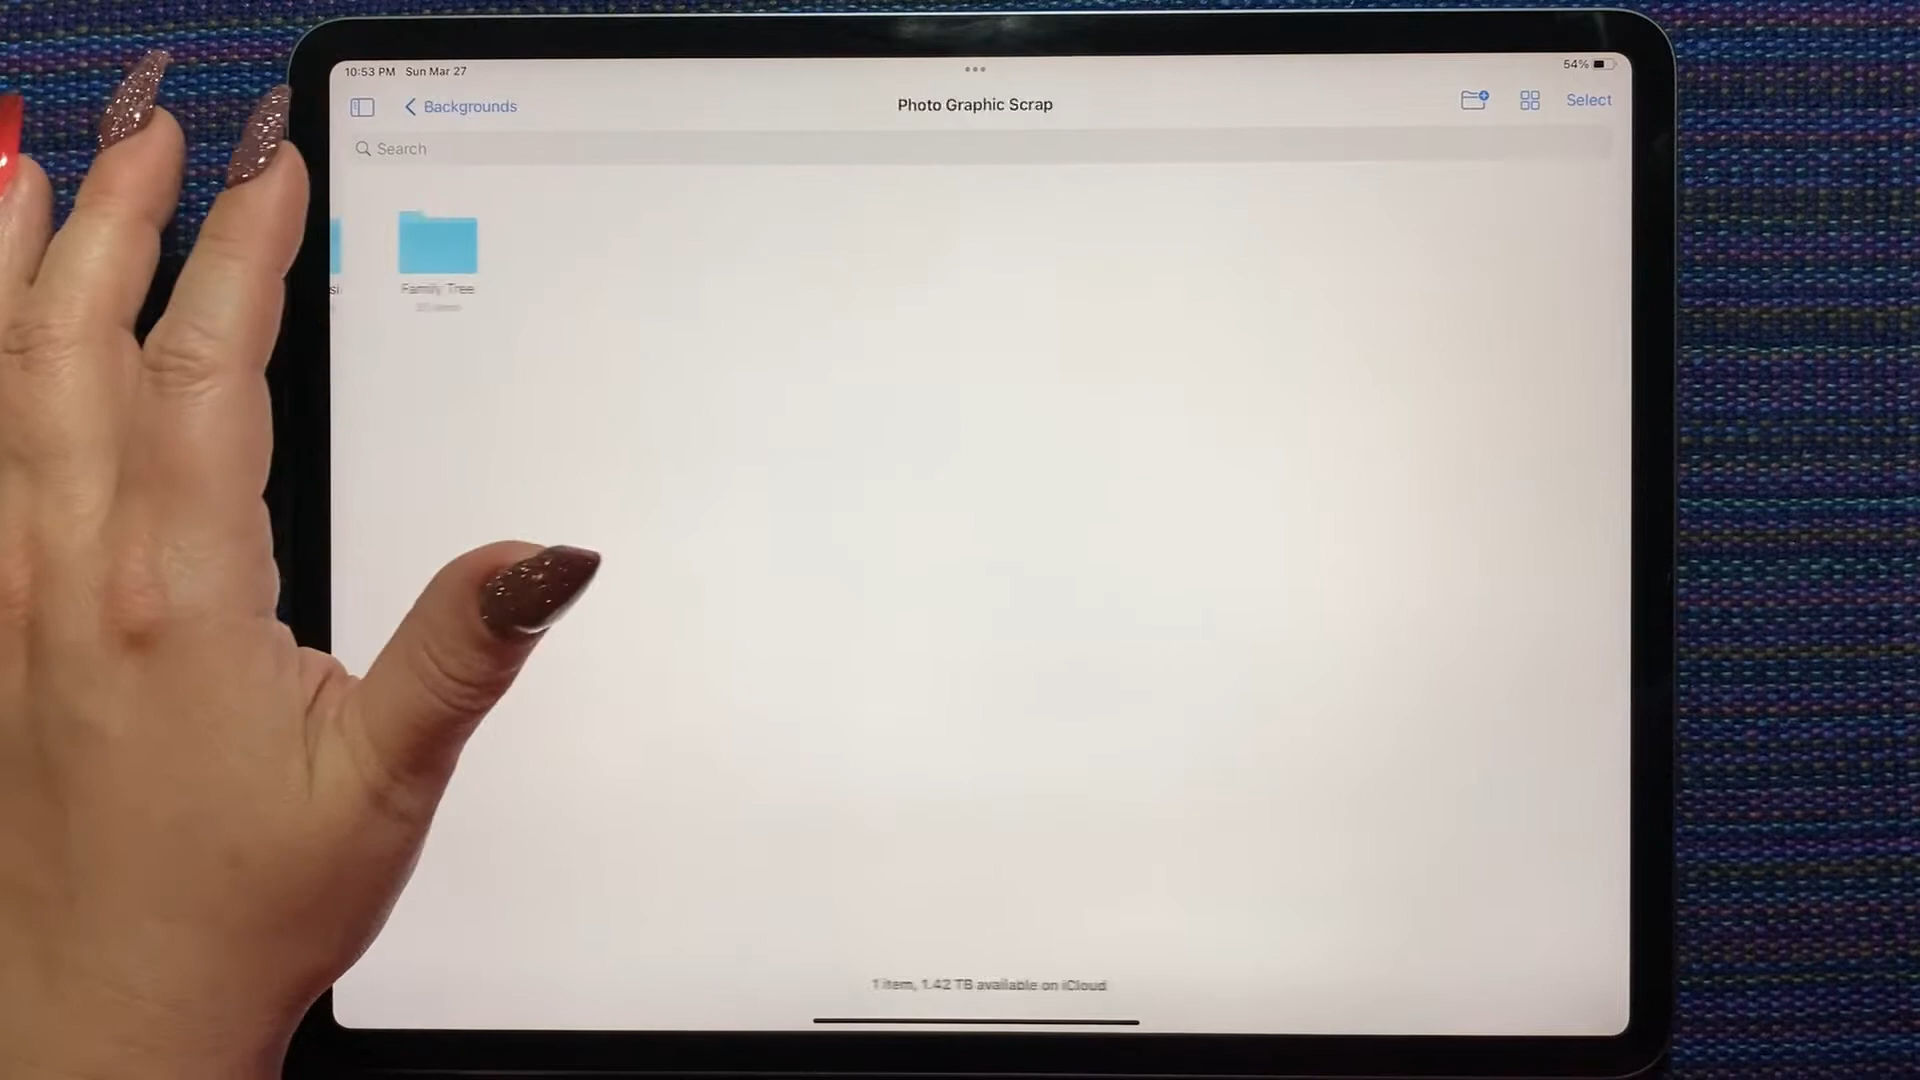 10:53 PM Sun Mar 27
54%
Backgrounds
Photo Graphic Scrap
Select
Search
Family Tree
1 item, 1.42 TB available on iCloud